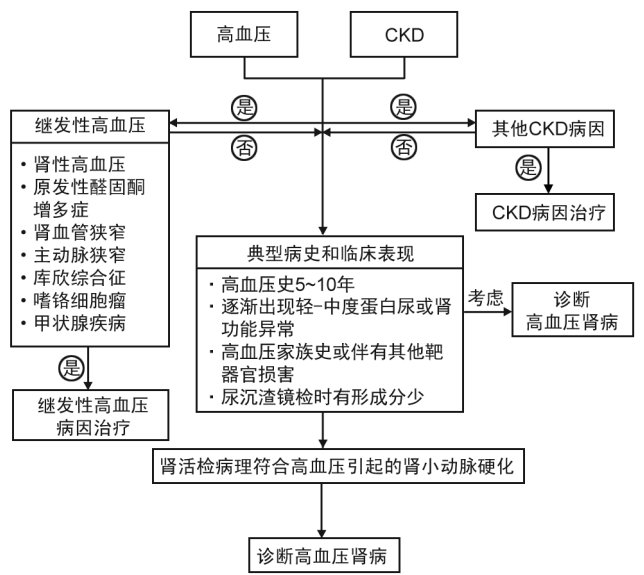 高血压
CKD
是
是
继发性高血压
否
否
其他CKD病因
• 肾性高血压
• 原发性醛固酮
增多症
• 肾血管狭窄
• 主动脉狭窄
• 库欣综合征
• 嗜铬细胞瘤
• 甲状腺疾病
是
CKD病因治疗
典型病史和临床表现
· 高血压史5~10年
· 逐渐出现轻-中度蛋白尿或肾
功能异常
· 高血压家族史或伴有其他靶
器官损害
· 尿沉渣镜检时有形成分少
考虑
诊断
高血压肾病
是
继发性高血压
病因治疗
肾活检病理符合高血压引起的肾小动脉硬化
诊断高血压肾病